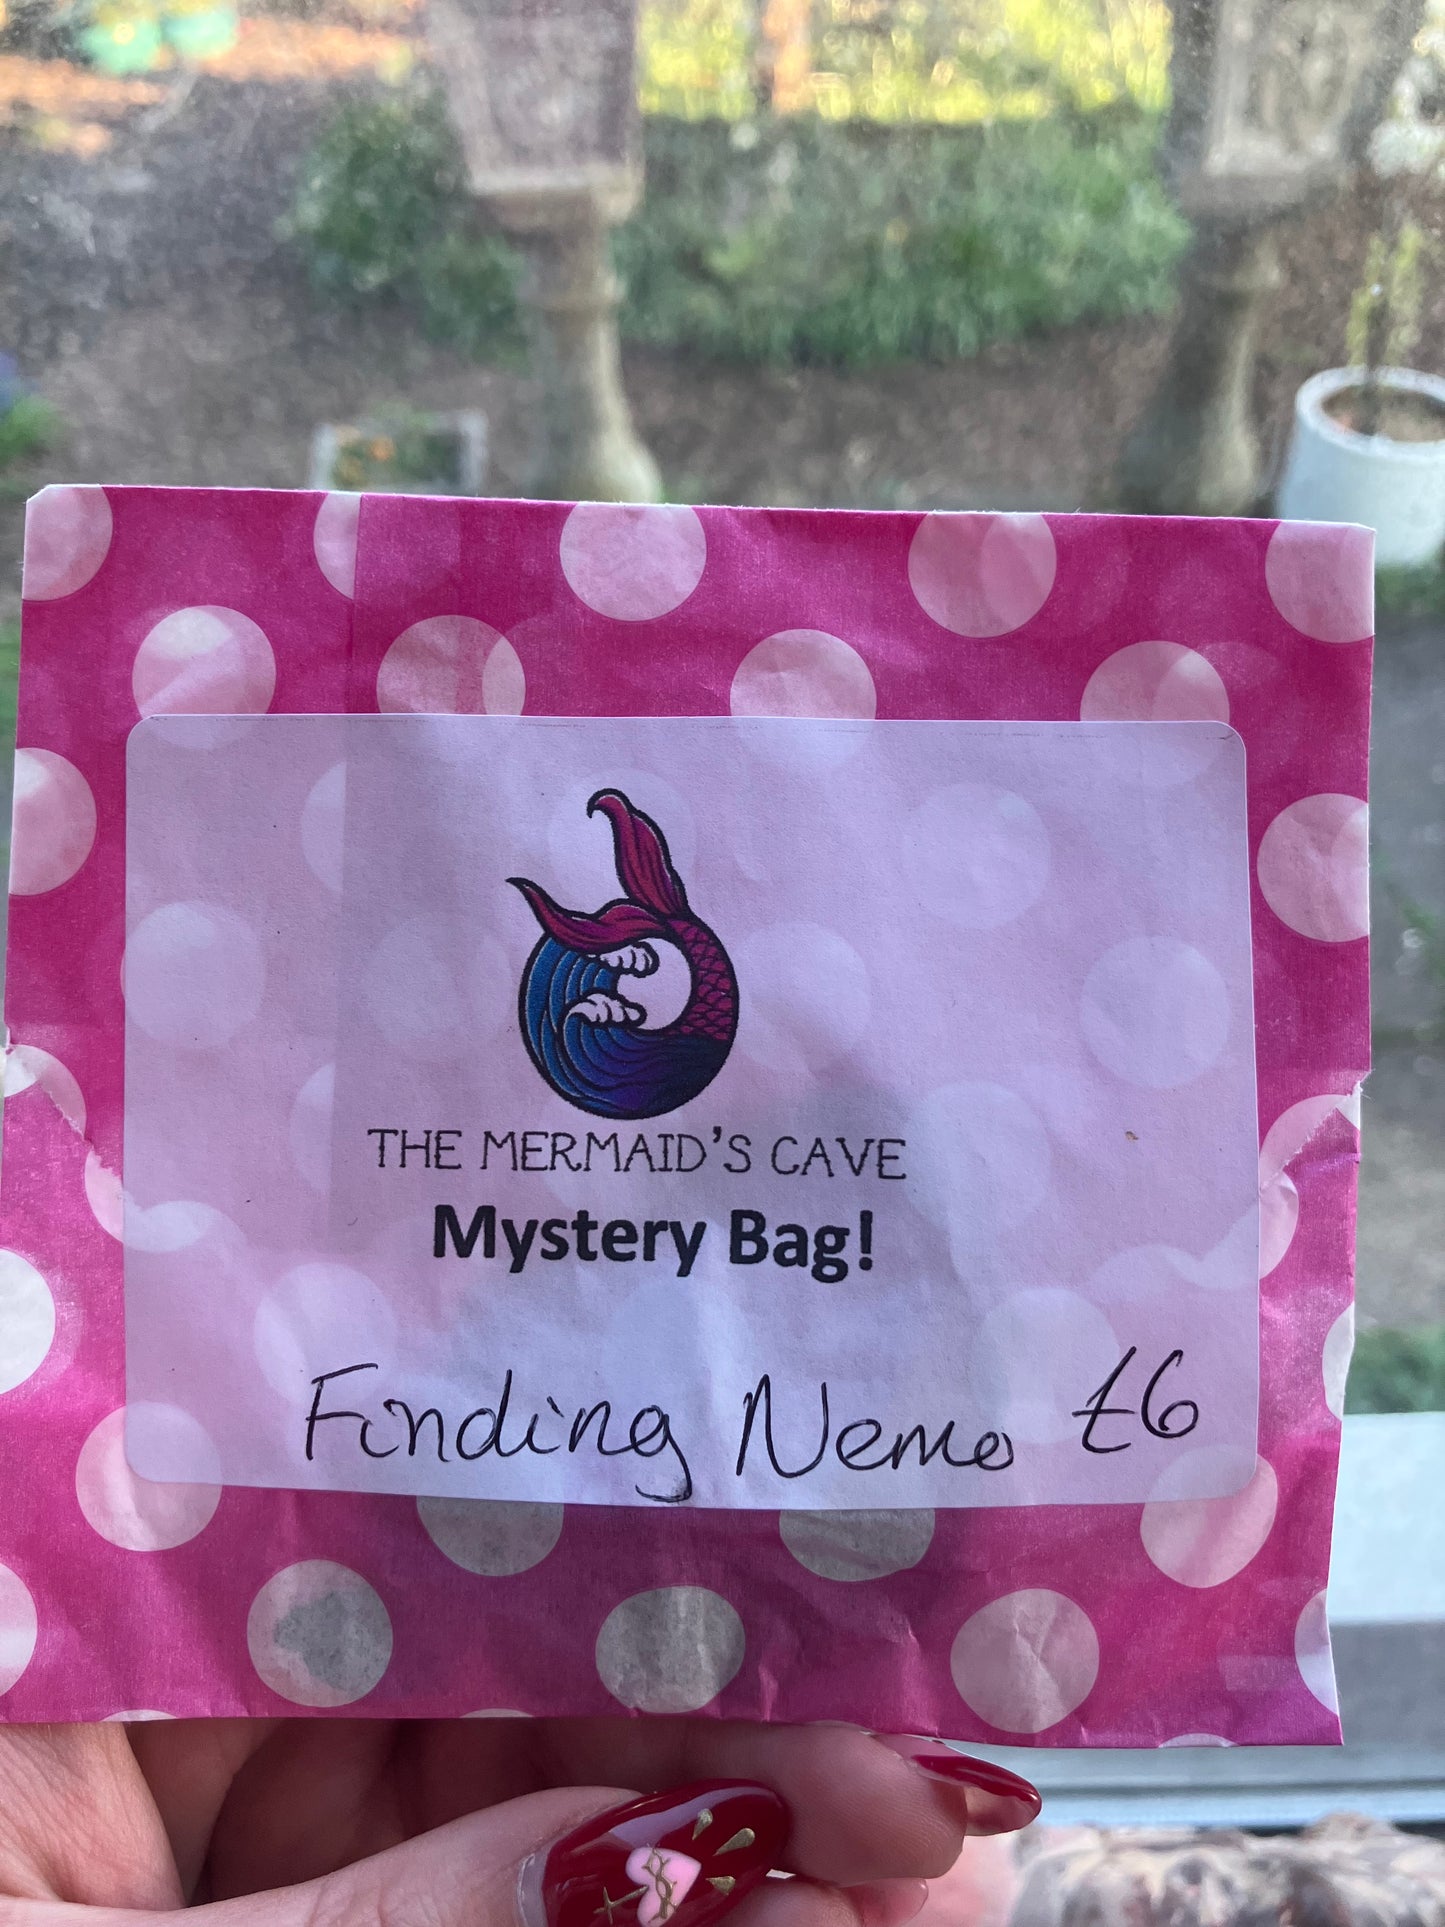 THE MERMAID'S CAVE
Mystery Bag!
Finding Nemo £6